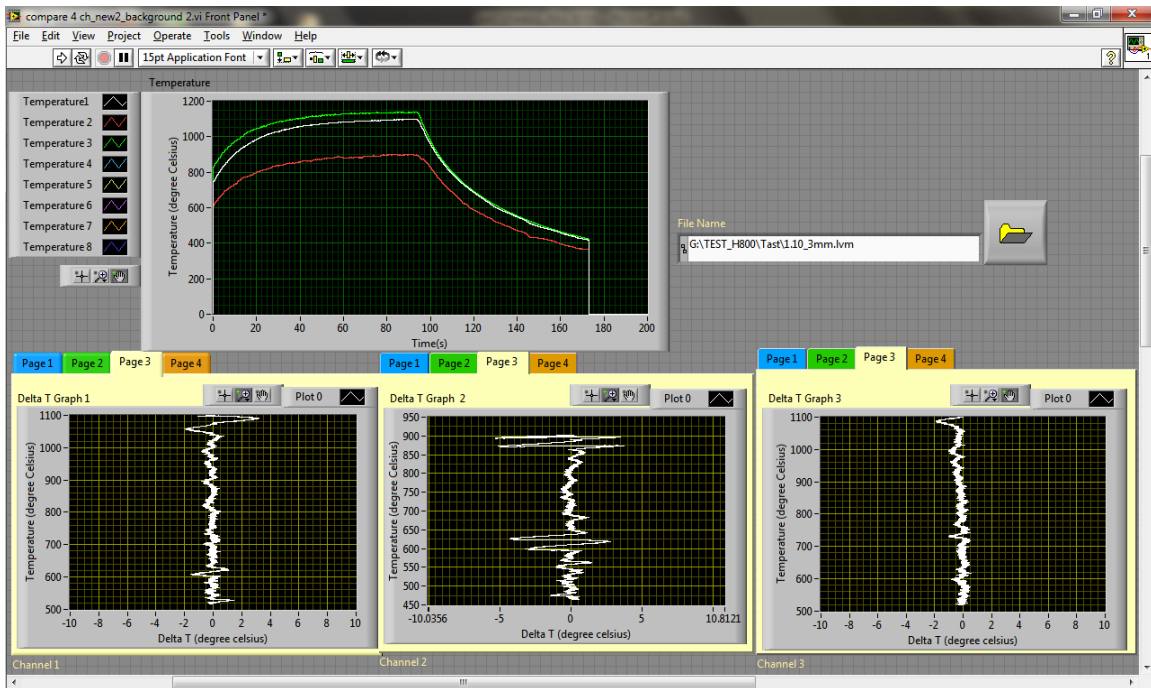 compare 4 ch_new2_background 2.vi Front Panel *
File Edit View Project Operate Tools Window Help
15pt Application Font
1
Temperature
Temperature1
Temperature 2
Temperature 3
Temperature 4
Temperature 5
Temperature 6
Temperature 7
Temperature 8
Temperature (degree Celsius)
1200
1000
800
600
400
200
0
0 20 40 60 80 100 120 140 160 180 200
Time(s)
File Name
G:\TEST_H800\Tast\1.10_3mm.lvm
Page 1 Page 2 Page 3 Page 4
Delta T Graph 1
Plot 0
Temperature (degree Celsius)
1100
1000
900
800
700
600
500
-10 -8 -6 -4 -2 0 2 4 6 8 10
Delta T (degree celsius)
Channel 1
Page 1 Page 2 Page 3 Page 4
Delta T Graph 2
Plot 0
Temperature (degree Celsius)
950
900
850
800
750
700
650
600
550
500
450
-10.0356 -5 0 5 10.8121
Delta T (degree celsius)
Channel 2
Page 1 Page 2 Page 3 Page 4
Delta T Graph 3
Plot 0
Temperature (degree Celsius)
1100
1000
900
800
700
600
500
-10 -8 -6 -4 -2 0 2 4 6 8 10
Delta T (degree celsius)
Channel 3